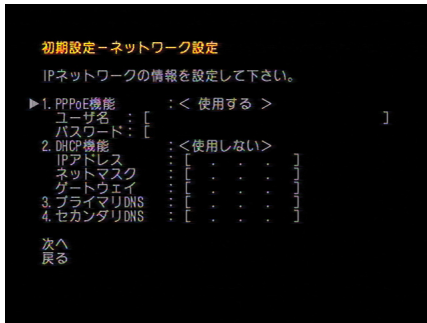 初期設定－ネットワーク設定
IPネットワークの情報を設定して下さい。
▶1. PPPoE機能 :< 使用する >
ユーザ名 : [ ]
パスワード: [
2. DHCP機能 :<使用しない>
IPアドレス : [ . . . ]
ネットマスク : [ . . . ]
ゲートウェイ : [ . . . ]
3. プライマリDNS : [ . . . ]
4. セカンダリDNS : [ . . . ]
次へ
戻る